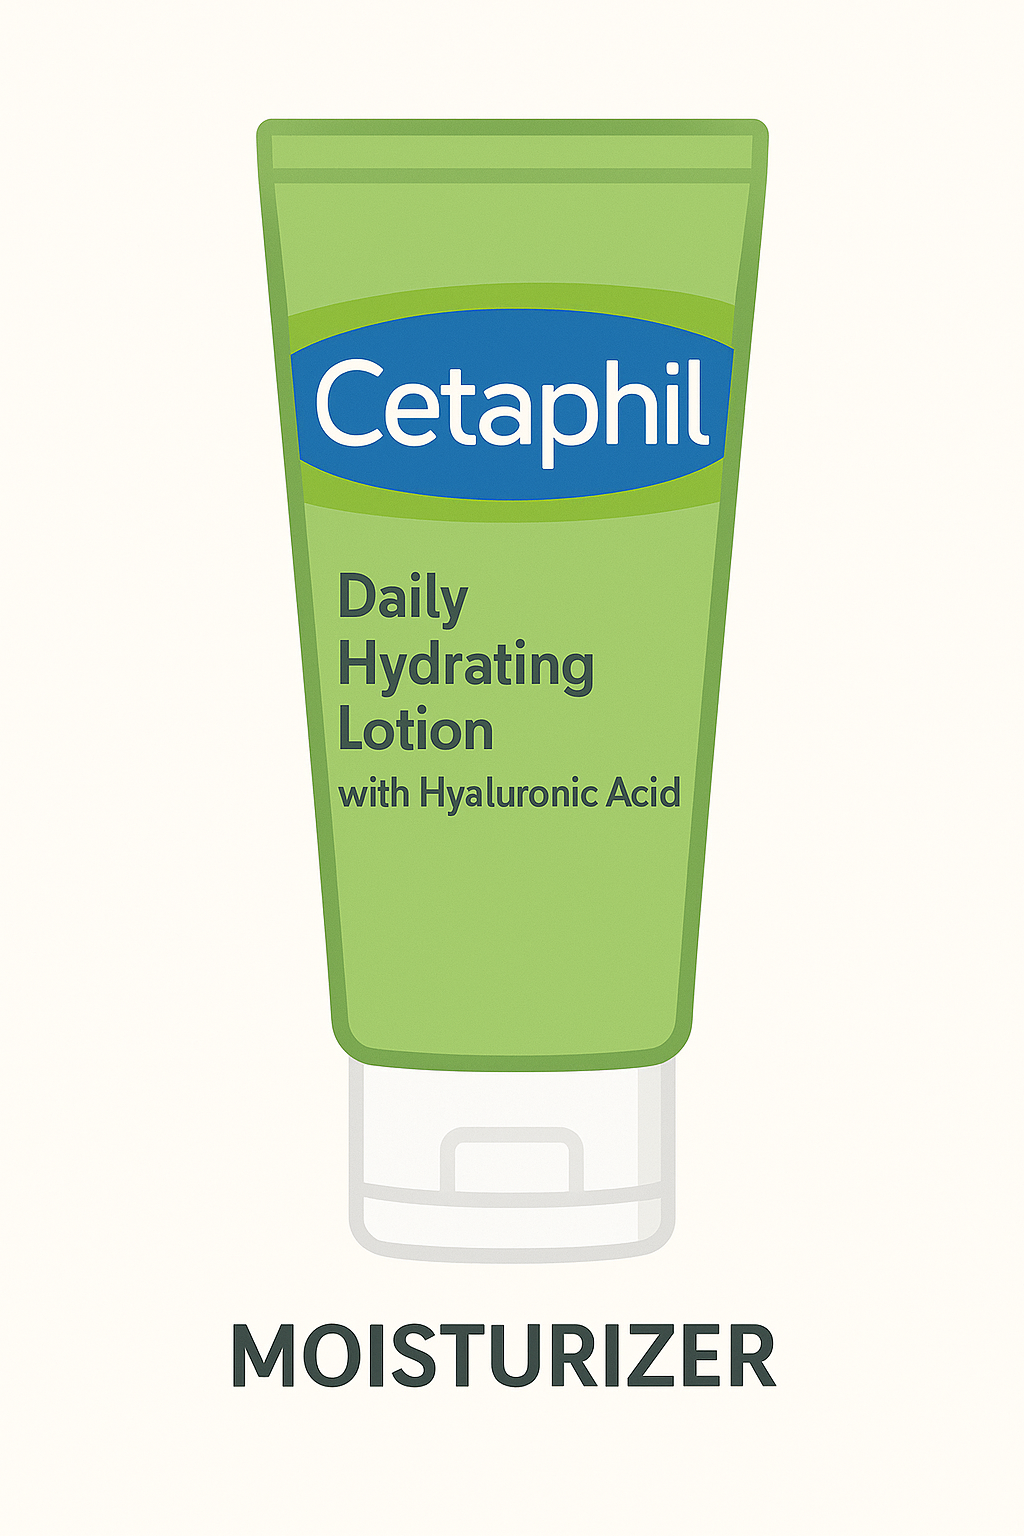 Cetaphil
Daily
Hydrating
Lotion
with Hyaluronic Acid
MOISTURIZER